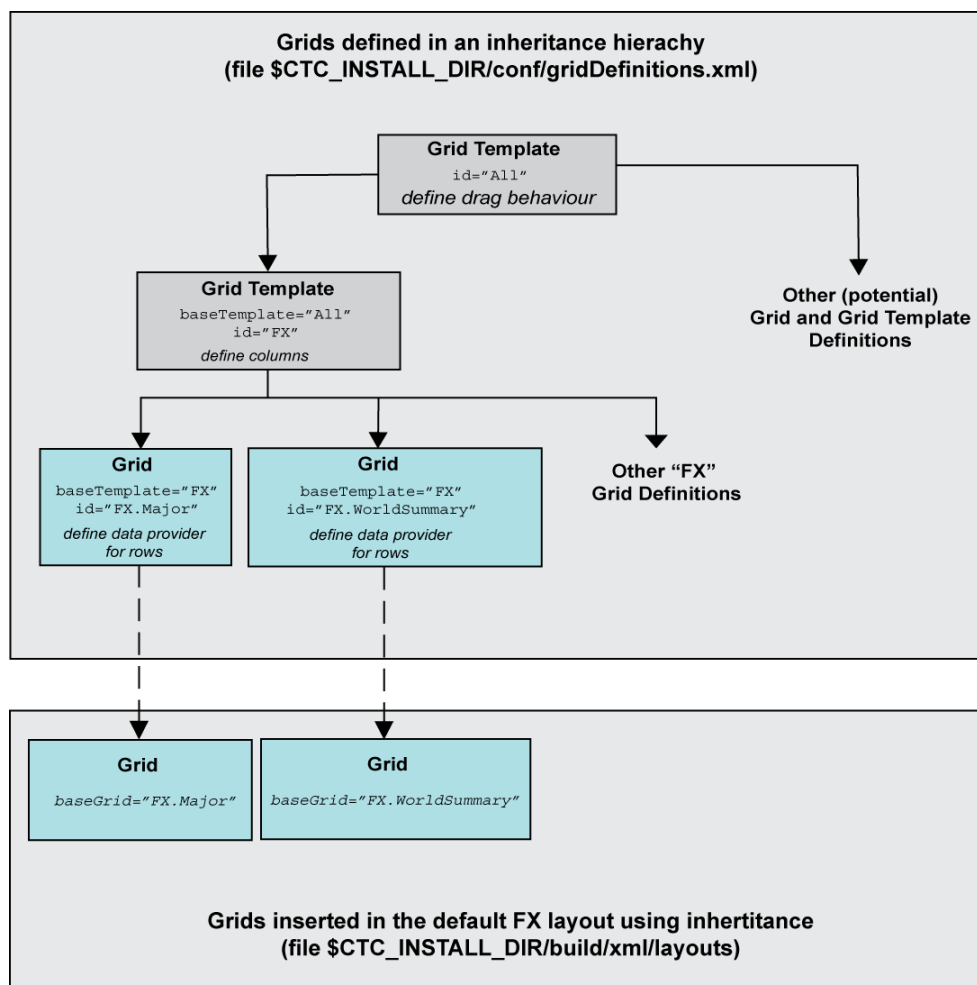 Grids defined in an inheritance hierachy
(file $CTC_INSTALL_DIR/conf/gridDefinitions.xml)
Grid Template
id="All"
define drag behaviour
Grid Template
baseTemplate="All"
id="FX"
define columns
Other (potential)
Grid and Grid Template
Definitions
Grid
baseTemplate="FX"
id="FX.Major"
define data provider
for rows
Grid
baseTemplate="FX"
id="FX.WorldSummary"
define data provider
for rows
Other “FX”
Grid Definitions
Grid
baseGrid="FX.Major"
Grid
baseGrid="FX.WorldSummary"
Grids inserted in the default FX layout using inhertitance
(file $CTC_INSTALL_DIR/build/xml/layouts)